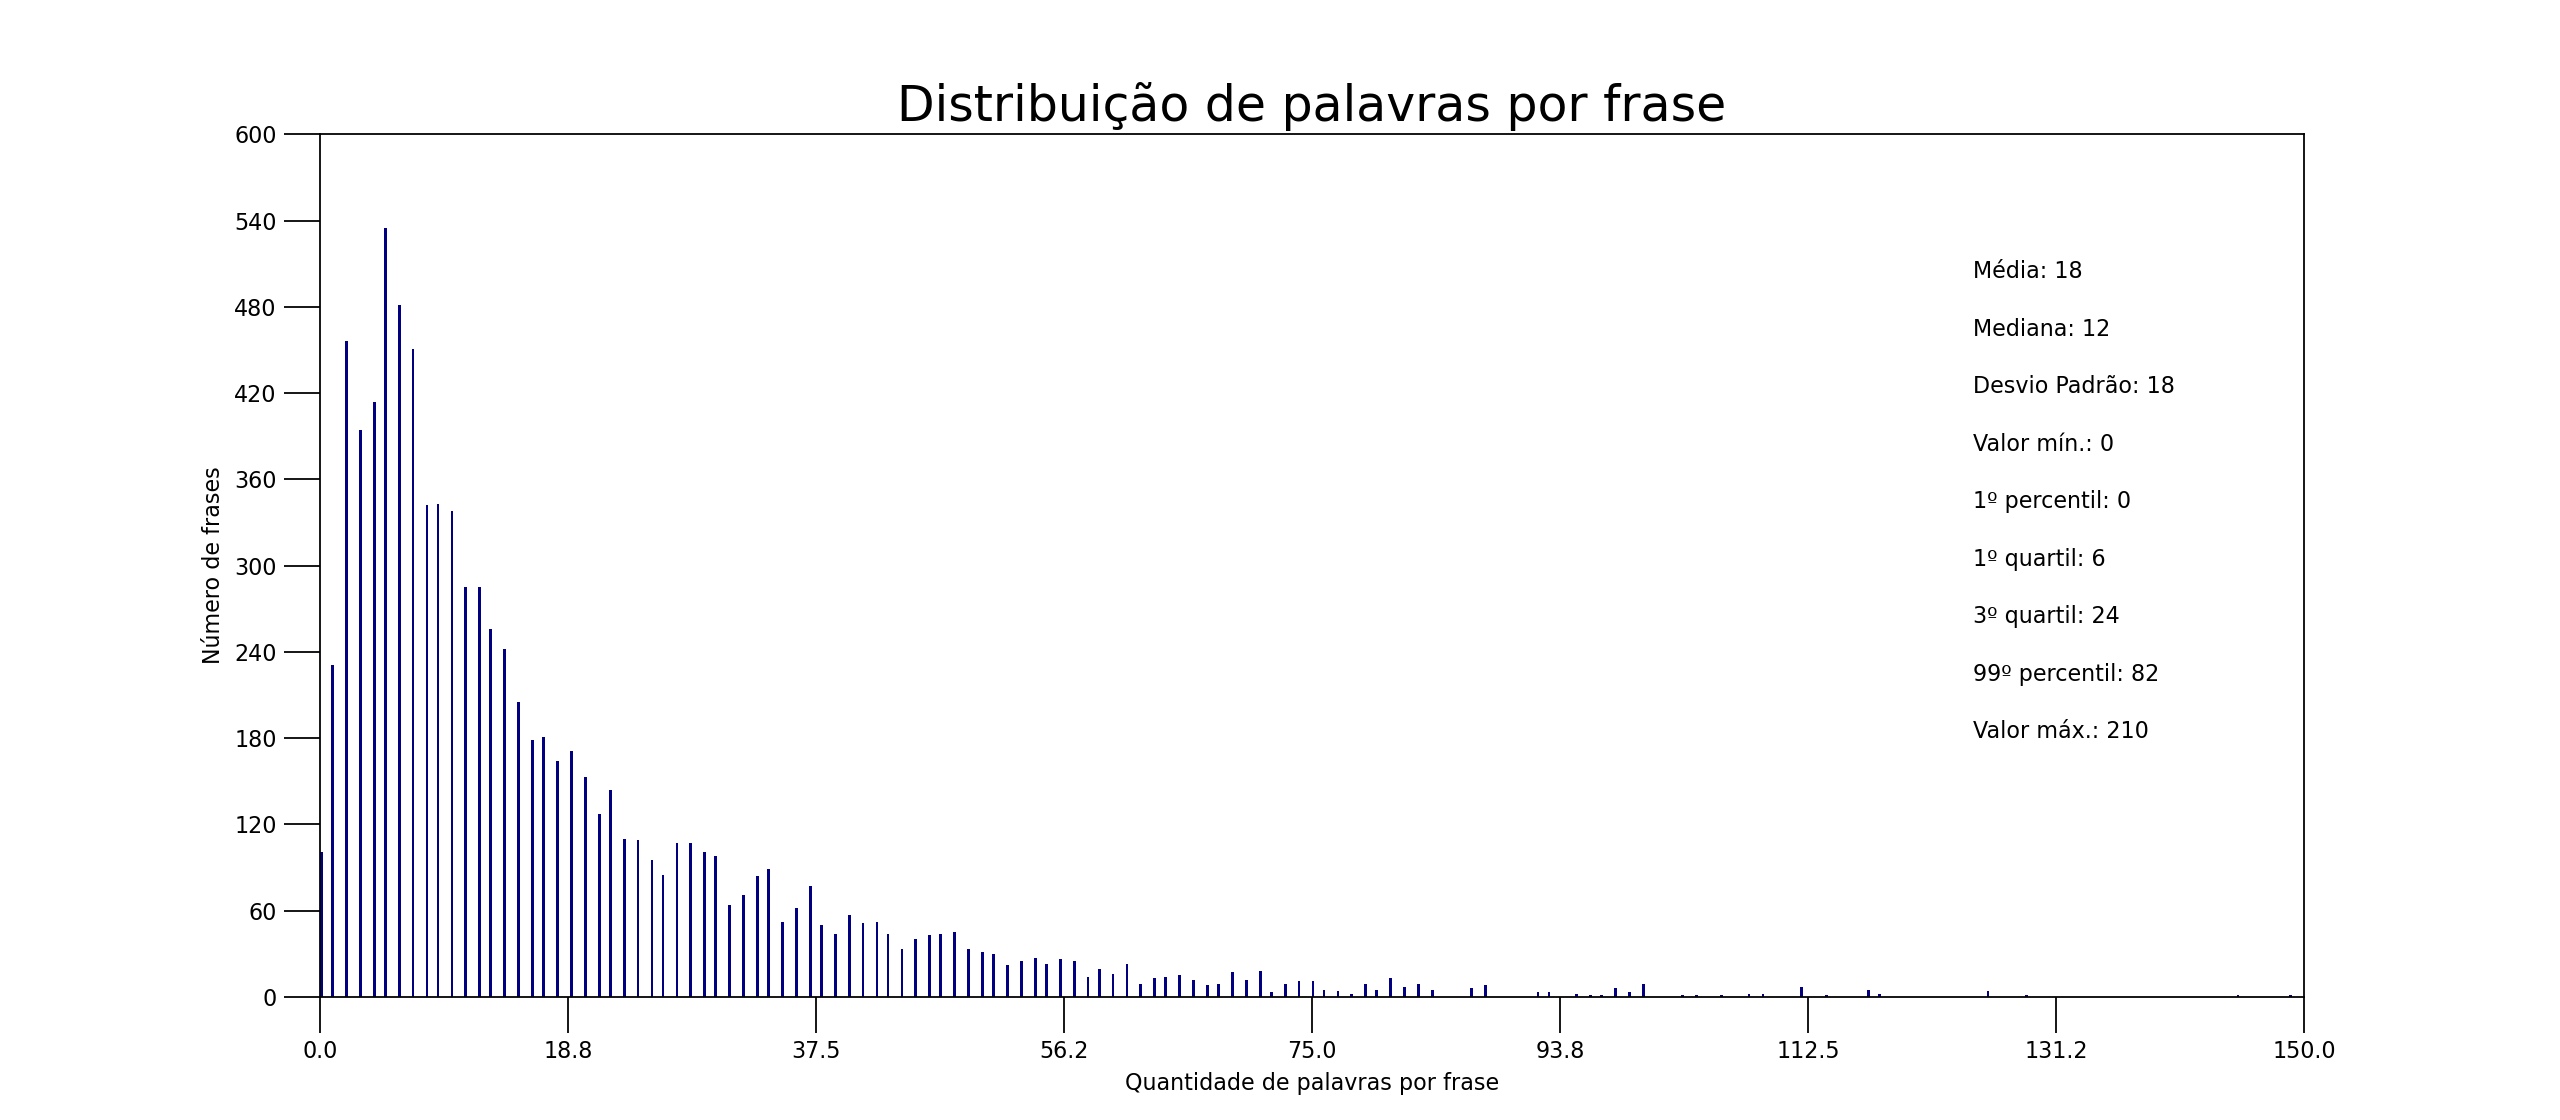 Distribuição de palavras por frase
600
540
480
420
360
300
240
180
120
60
0
Número de frases
Média: 18
Mediana: 12
Desvio Padrão: 18
Valor mín.: 0
1º percentil: 0
1º quartil: 6
3º quartil: 24
99º percentil: 82
Valor máx.: 210
0.0 18.8 37.5 56.2 75.0 93.8 112.5 131.2 150.0
Quantidade de palavras por frase